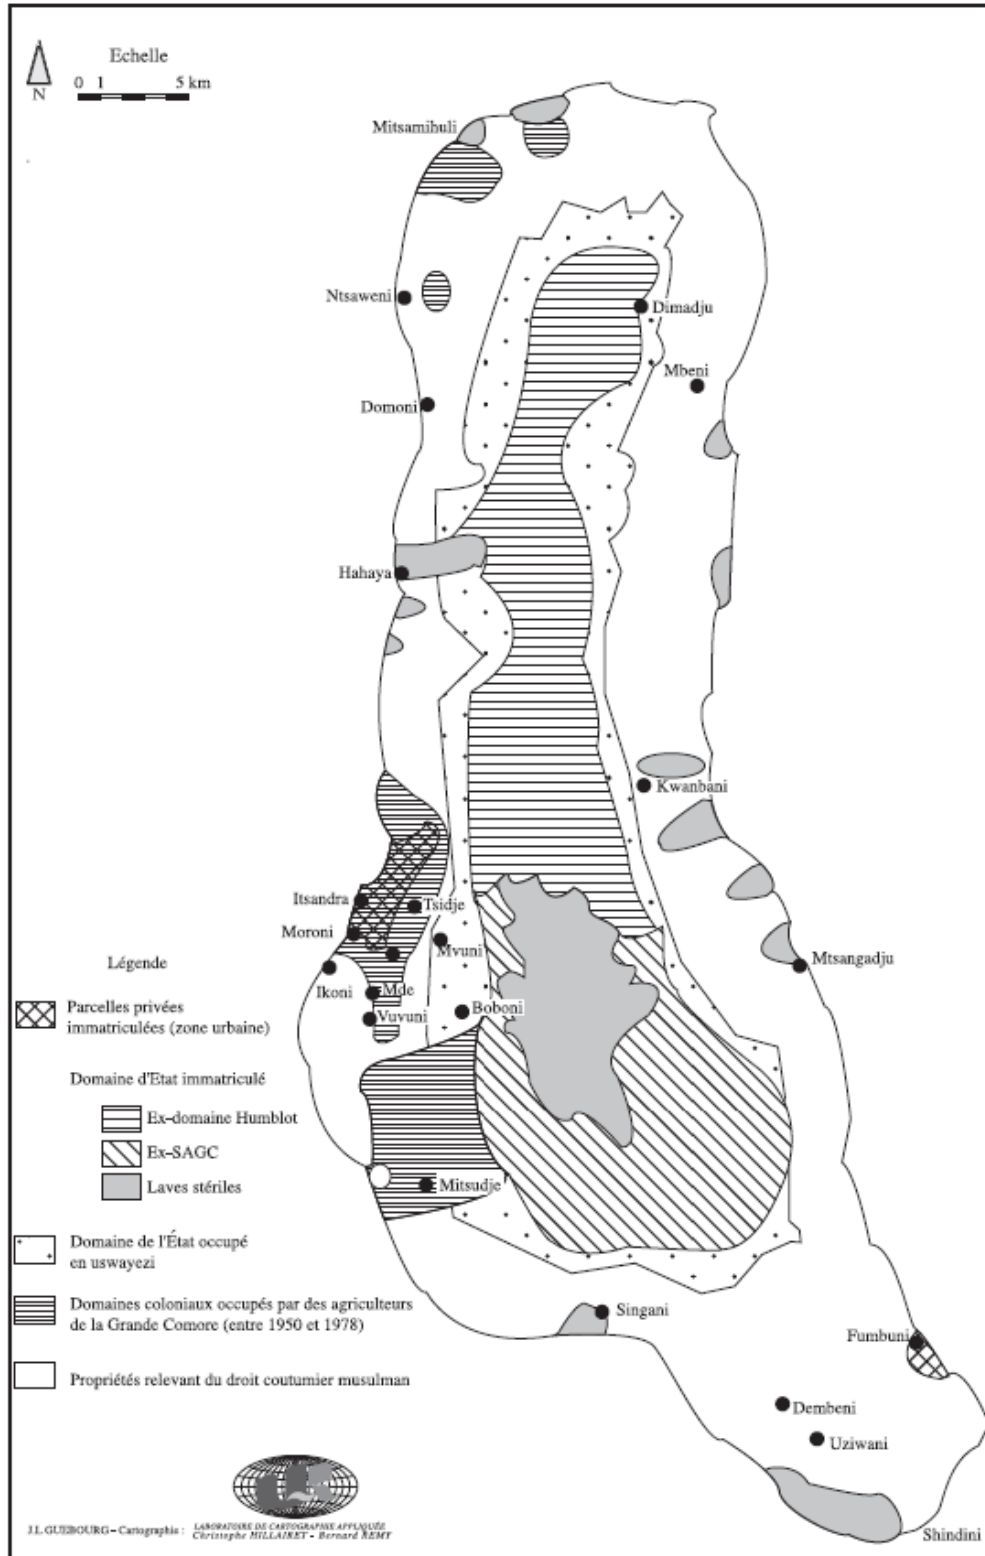 Echelle
0 1 5 km
N
Mitsamihuli
Ntsaweni
Dimadju
Mbeni
Domoni
Hahaya
Kwanbani
Itsandra
Tsidje
Moroni
Mvuni
Mtsangadju
Ikoni
Mde
Boboni
Vuvuni
Mitsudje
Singani
Fumbuni
Dembeni
Uziwani
Shindini
Légende
Parcelles privées
immatriculées (zone urbaine)
Domaine d'Etat immatriculé
Ex-domaine Humblot
Ex-SAGC
Laves stériles
Domaine de l'État occupé
en uswayezi
Domaines coloniaux occupés par des agriculteurs
de la Grande Comore (entre 1950 et 1978)
Propriétés relevant du droit coutumier musulman
J.L. GUEBOURG - Cartographie : LABORATOIRE DE CARTOGRAPHIE APPLIQUÉE
Christophe HILLAIRET - Bernard REMY